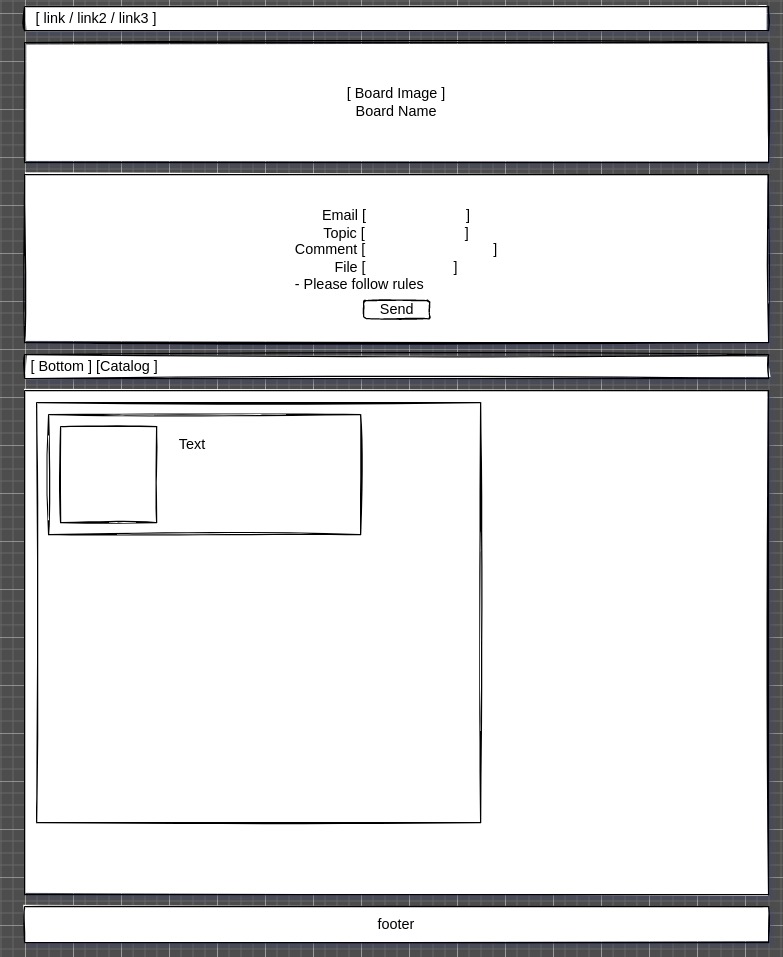 [ link / link2 / link3 ]
[ Board Image ]
Board Name
Email [ ]
Topic [ ]
Comment [ ]
File [ ]
- Please follow rules
Send
[ Bottom ] [Catalog ]
Text
footer